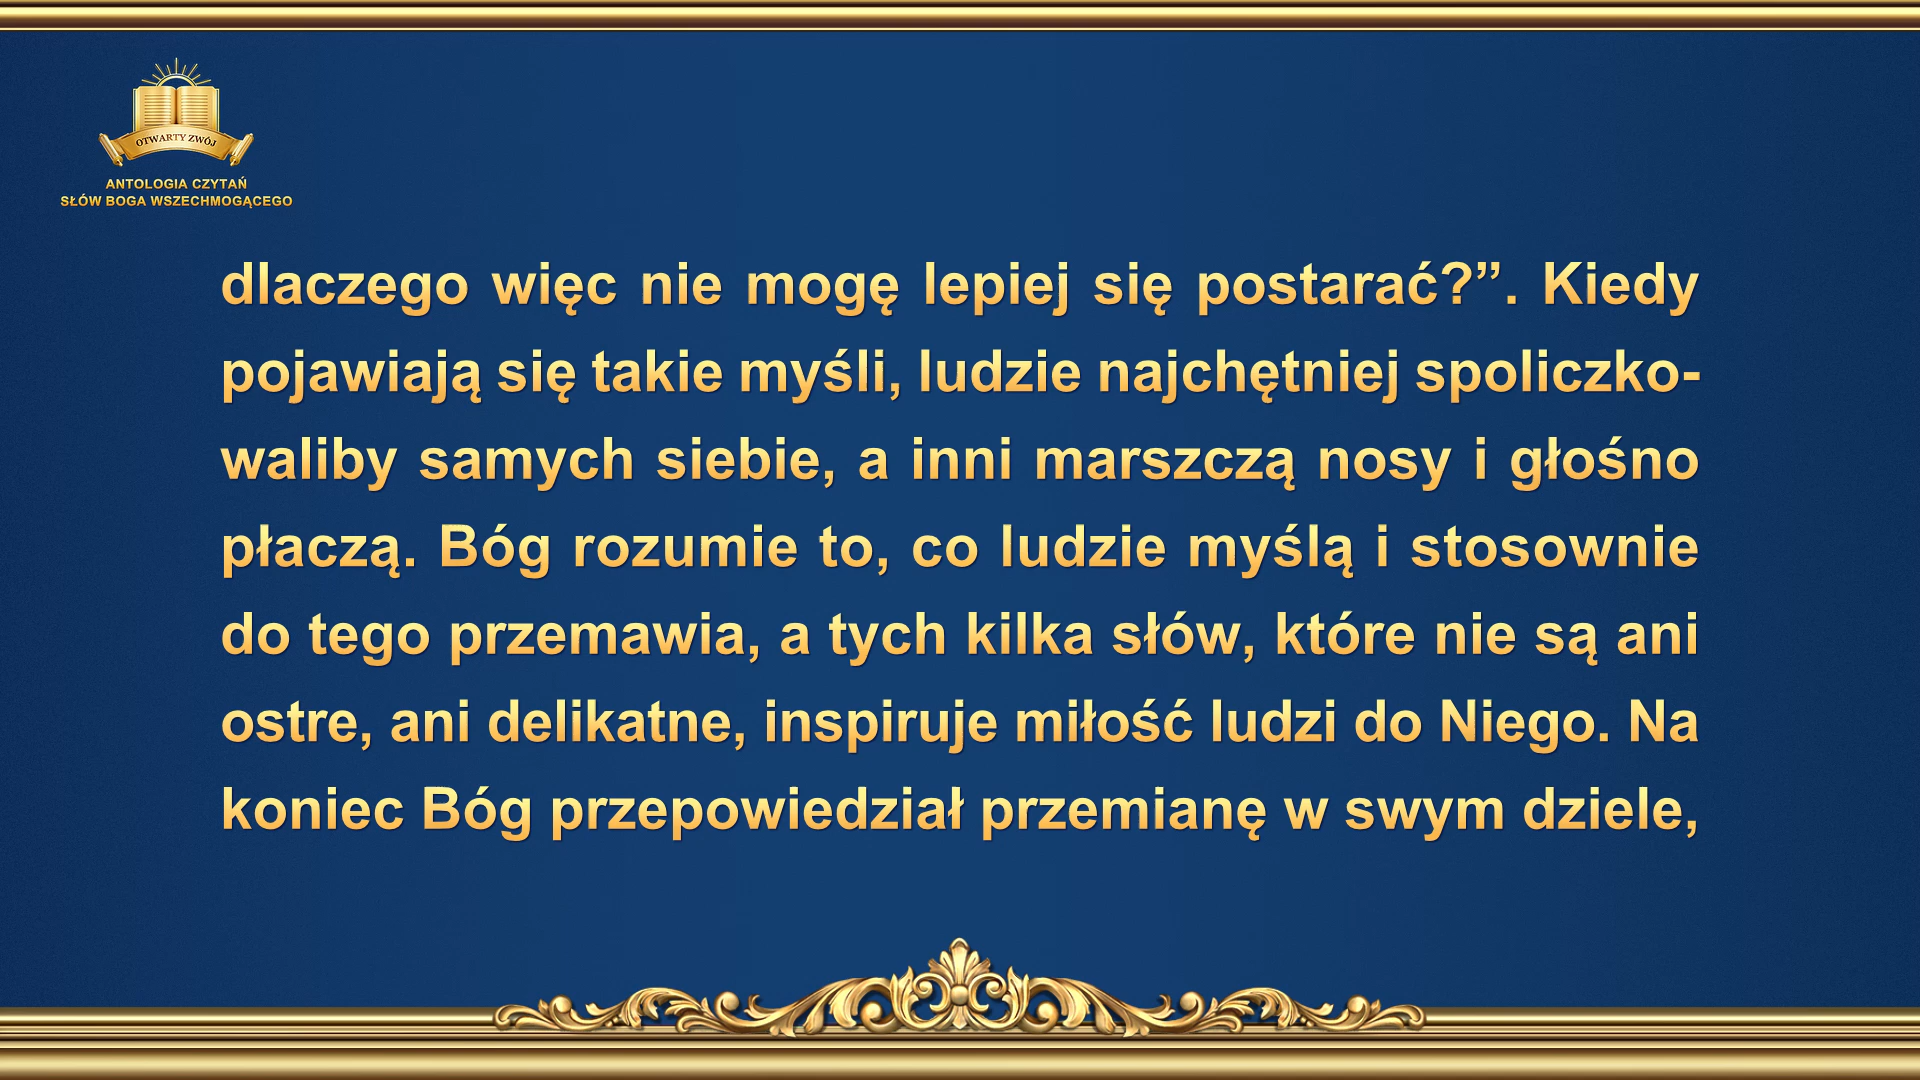 OTWARTY ZWÓJ
ANTOLOGIA CZYTAŃ
SŁÓW BOGA WSZECHMOGĄCEGO
dlaczego więc nie mogę lepiej się postarać?”. Kiedy
pojawiają się takie myśli, ludzie najchętniej spoliczko-
waliby samych siebie, a inni marszczą nosy i głośno
płaczą. Bóg rozumie to, co ludzie myślą i stosownie
do tego przemawia, a tych kilka słów, które nie są ani
ostre, ani delikatne, inspiruje miłość ludzi do Niego. Na
koniec Bóg przepowiedział przemianę w swym dziele,